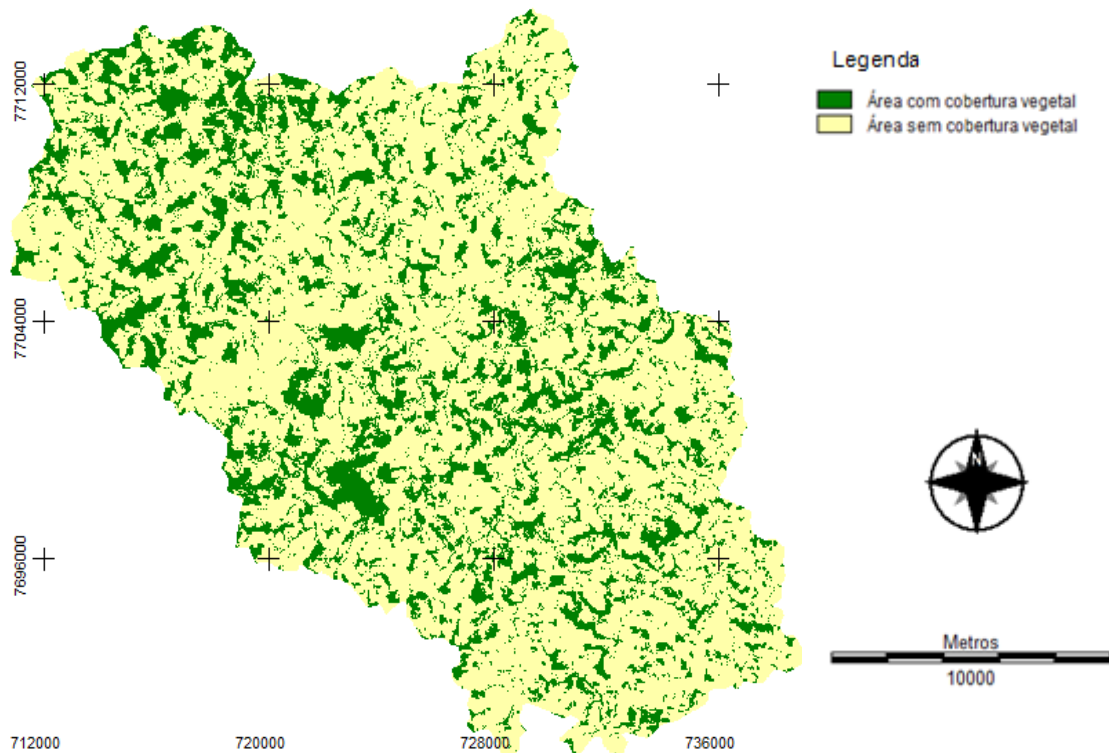 Legenda
Área com cobertura vegetal
Área sem cobertura vegetal
7712000
7704000
7696000
N
Metros
10000
712000 720000 728000 736000